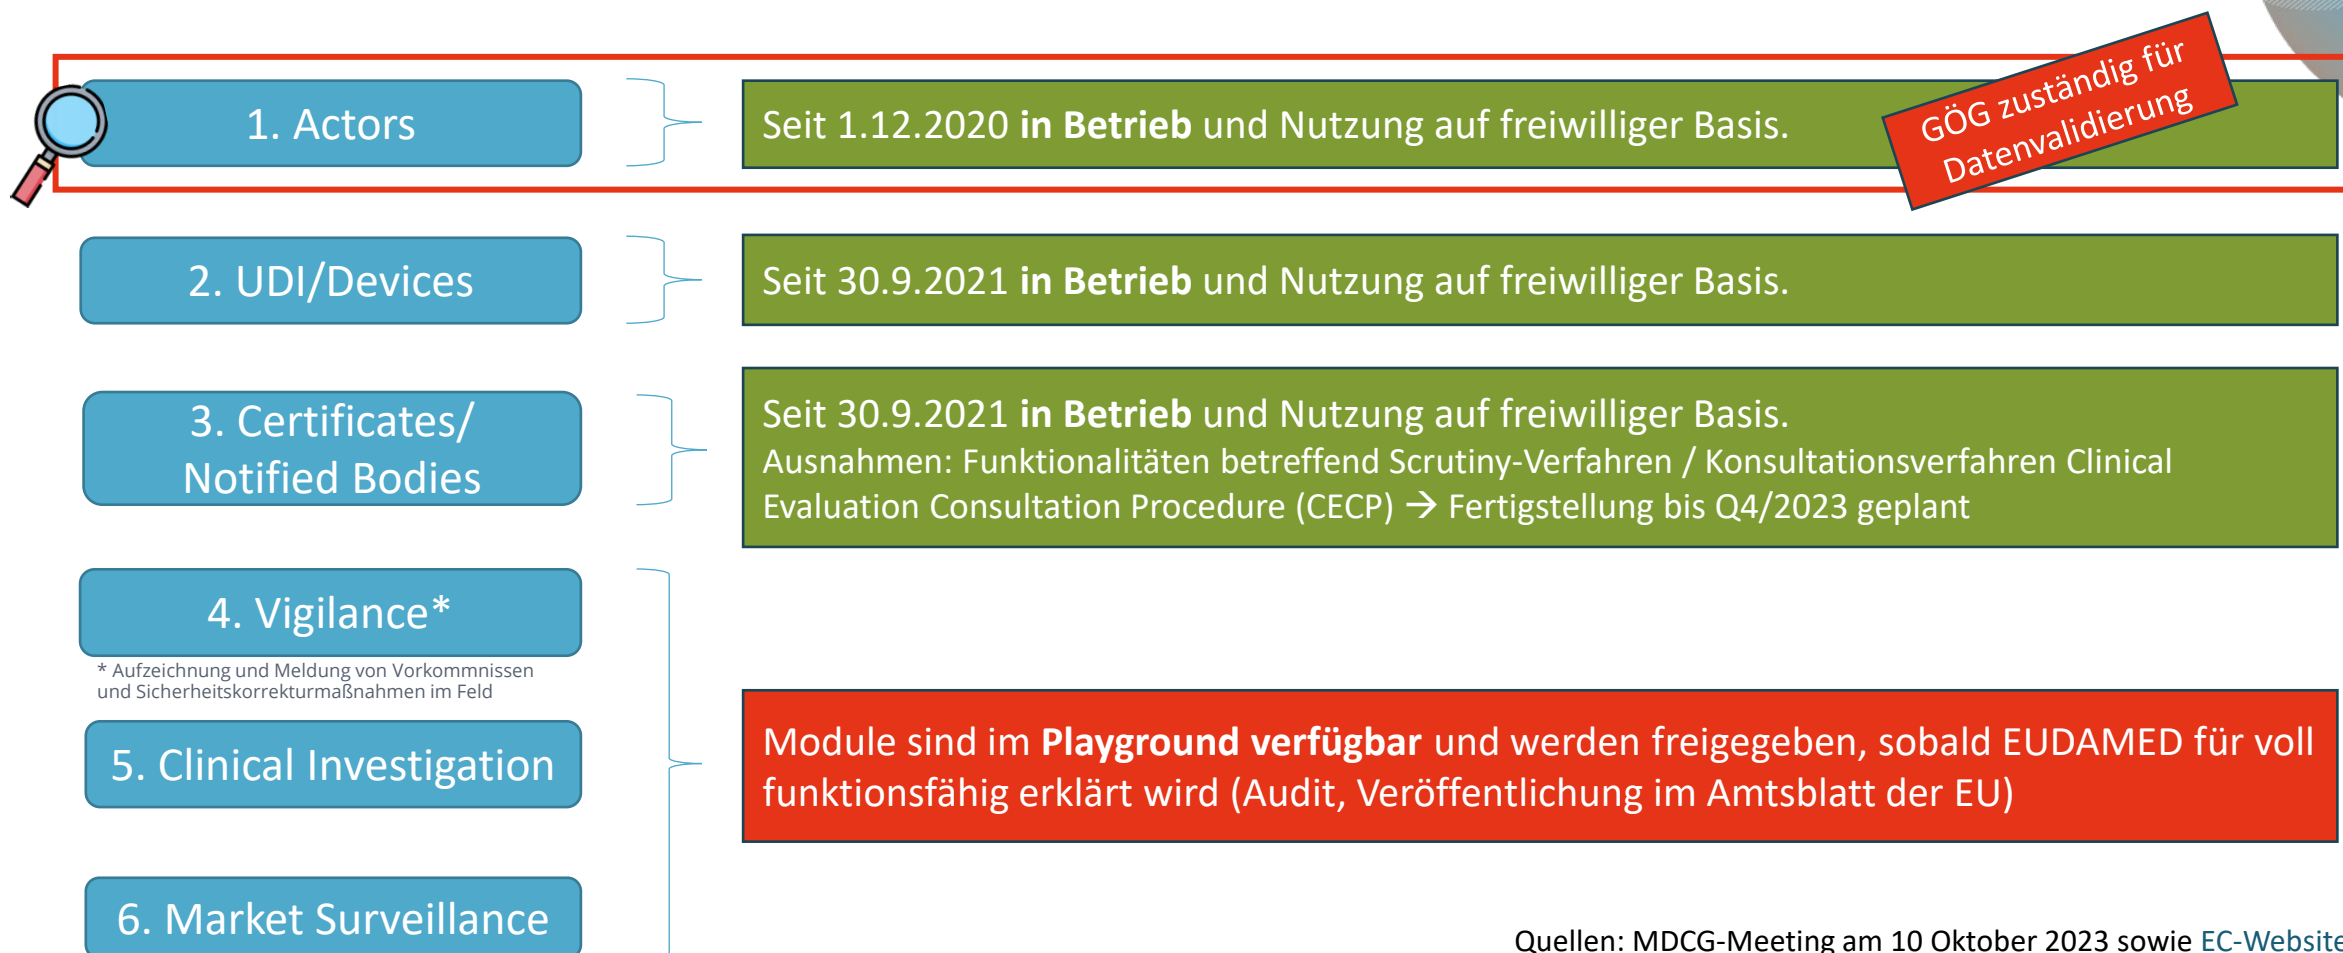 1. Actors
Seit 1.12.2020 in Betrieb und Nutzung auf freiwilliger Basis.
GÖG zuständig für
Datenvalidierung
2. UDI/Devices
Seit 30.9.2021 in Betrieb und Nutzung auf freiwilliger Basis.
3. Certificates/
Notified Bodies
Seit 30.9.2021 in Betrieb und Nutzung auf freiwilliger Basis.
Ausnahmen: Funktionalitäten betreffend Scrutiny-Verfahren / Konsultationsverfahren Clinical
Evaluation Consultation Procedure (CECP) → Fertigstellung bis Q4/2023 geplant
4. Vigilance*
* Aufzeichnung und Meldung von Vorkommnissen
und Sicherheitskorrekturmaßnahmen im Feld
5. Clinical Investigation
Module sind im Playground verfügbar und werden freigegeben, sobald EUDAMED für voll
funktionsfähig erklärt wird (Audit, Veröffentlichung im Amtsblatt der EU)
6. Market Surveillance
Quellen: MDCG-Meeting am 10 Oktober 2023 sowie EC-Website